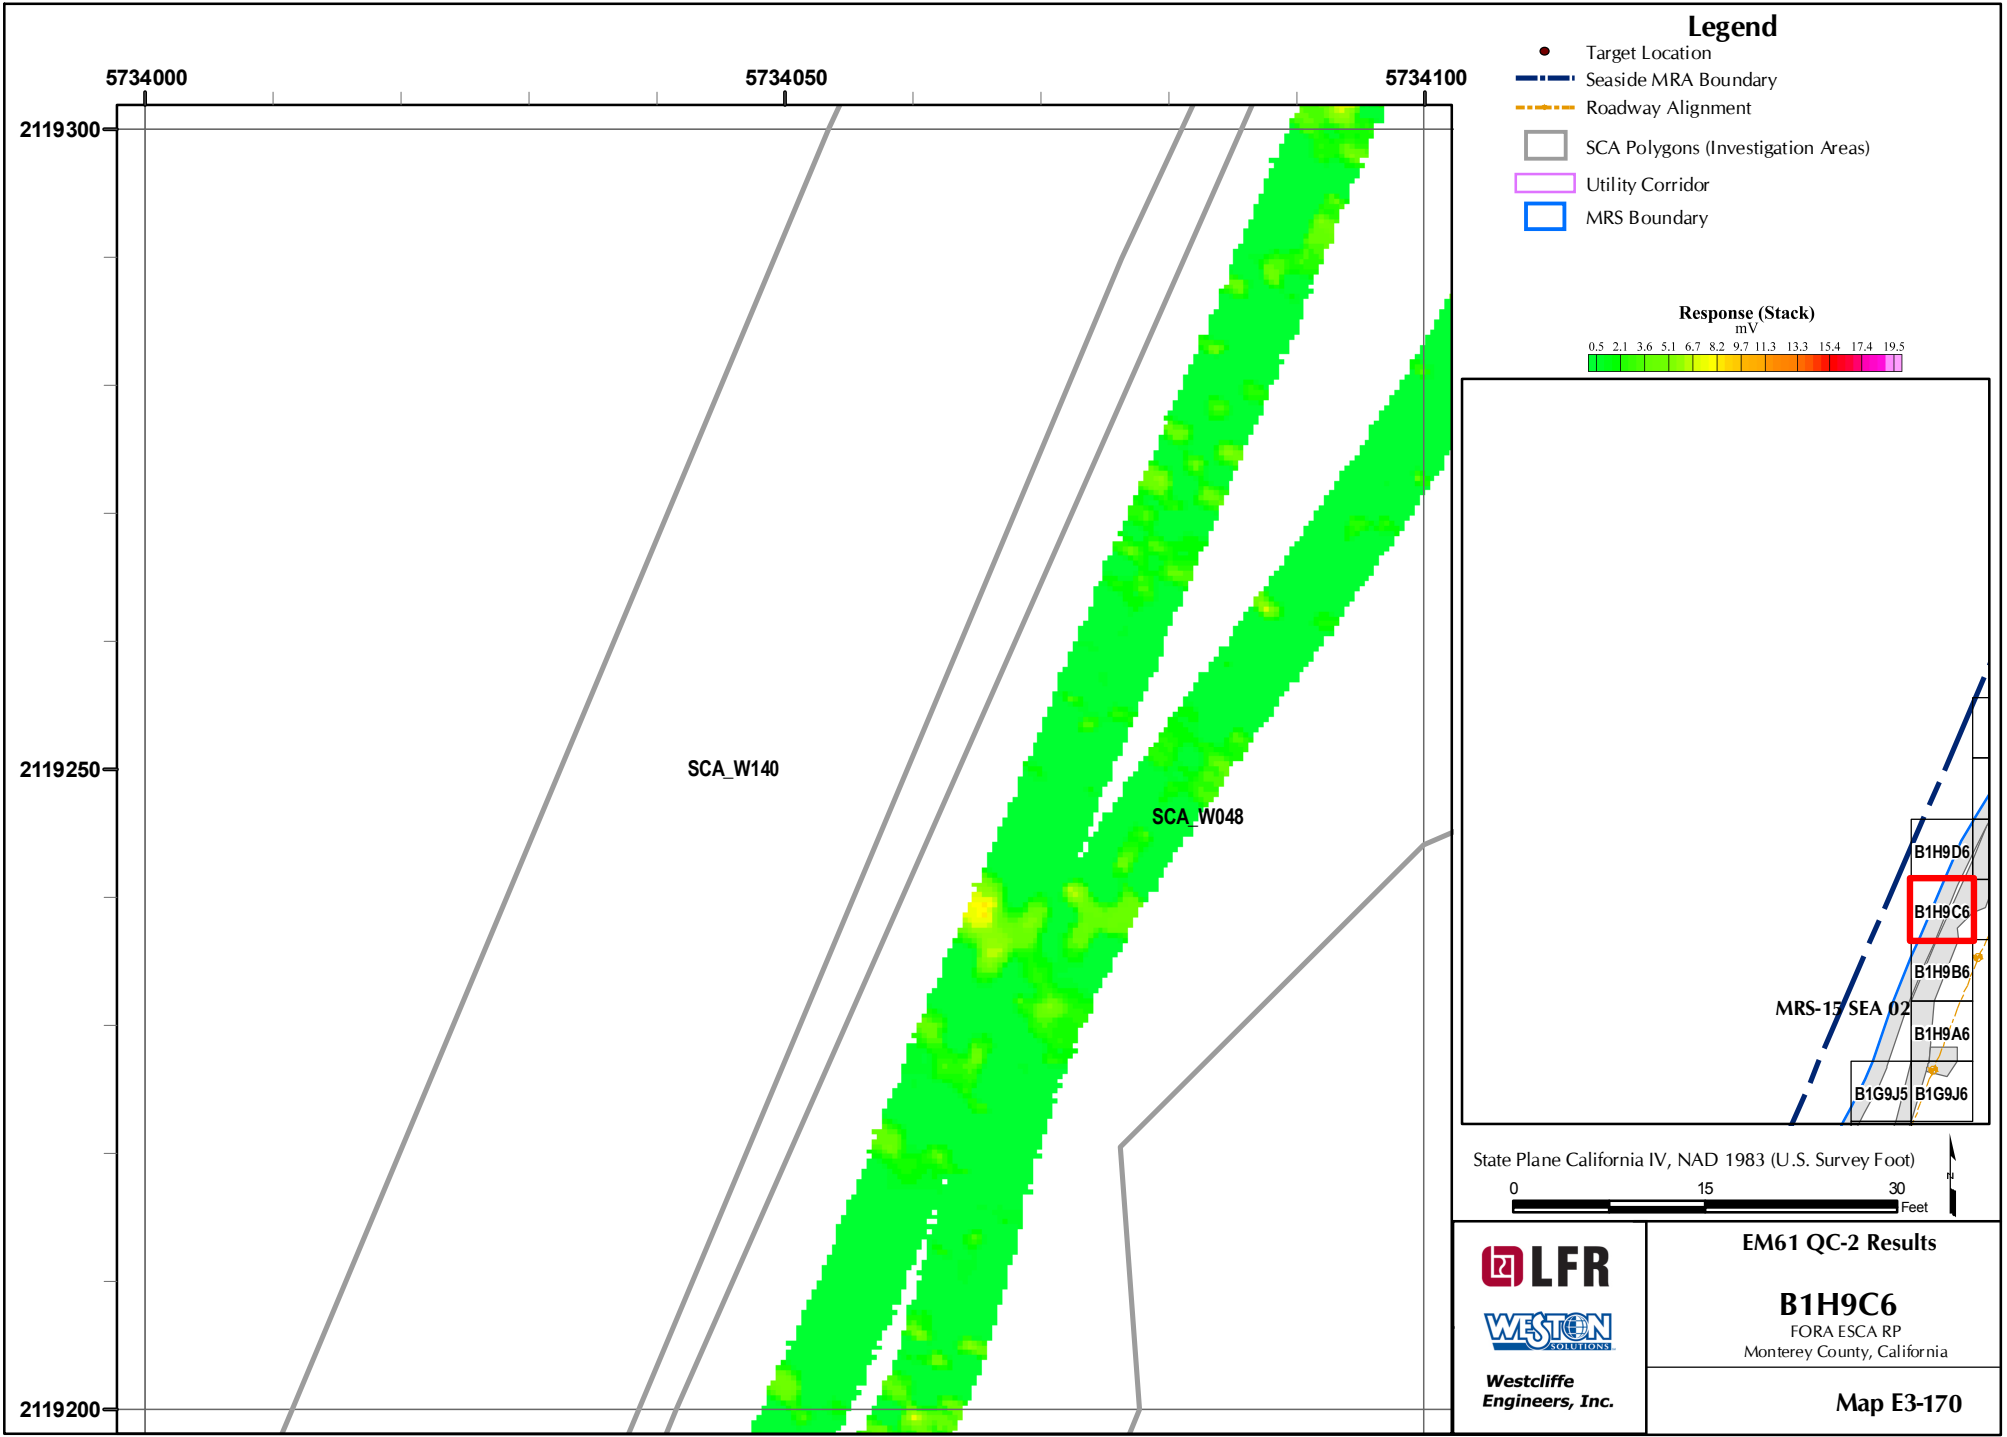 Legend
Target Location
Seaside MRA Boundary
Roadway Alignment
SCA Polygons (Investigation Areas)
Utility Corridor
MRS Boundary
5734000 5734050 5734100
2119300
2119250
2119200
SCA_W140
SCA_W048
Response (Stack)
mV
0.5 2.1 3.6 5.1 6.7 8.2 9.7 11.3 13.3 15.4 17.4 19.5
B1H9D6
B1H9C6
B1H9B6
MRS-15 SEA 02
B1H9A6
B1G9J5 B1G9J6
State Plane California IV, NAD 1983 (U.S. Survey Foot)
N
0 15 30
Feet
LFR
WESTON
SOLUTIONS
Westcliffe
Engineers, Inc.
EM61 QC-2 Results
B1H9C6
FORA ESCA RP
Monterey County, California
Map E3-170